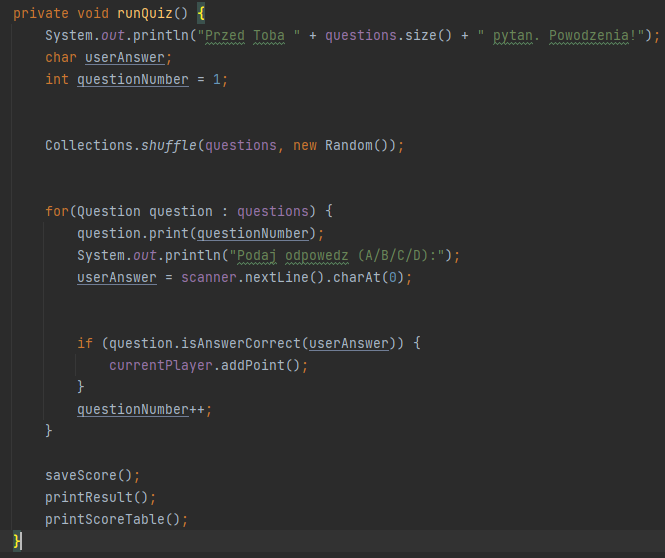 private void runQuiz() {
System.out.println("Przed Toba " + questions.size() + " pytan. Powodzenia!");
char userAnswer;
int questionNumber = 1;
Collections.shuffle(questions, new Random());
for(Question question : questions) {
question.print(questionNumber);
System.out.println("Podaj odpowedz (A/B/C/D):");
userAnswer = scanner.nextLine().charAt(0);
if (question.isAnswerCorrect(userAnswer)) {
currentPlayer.addPoint();
}
questionNumber++;
}
saveScore();
printResult();
printScoreTable();
}